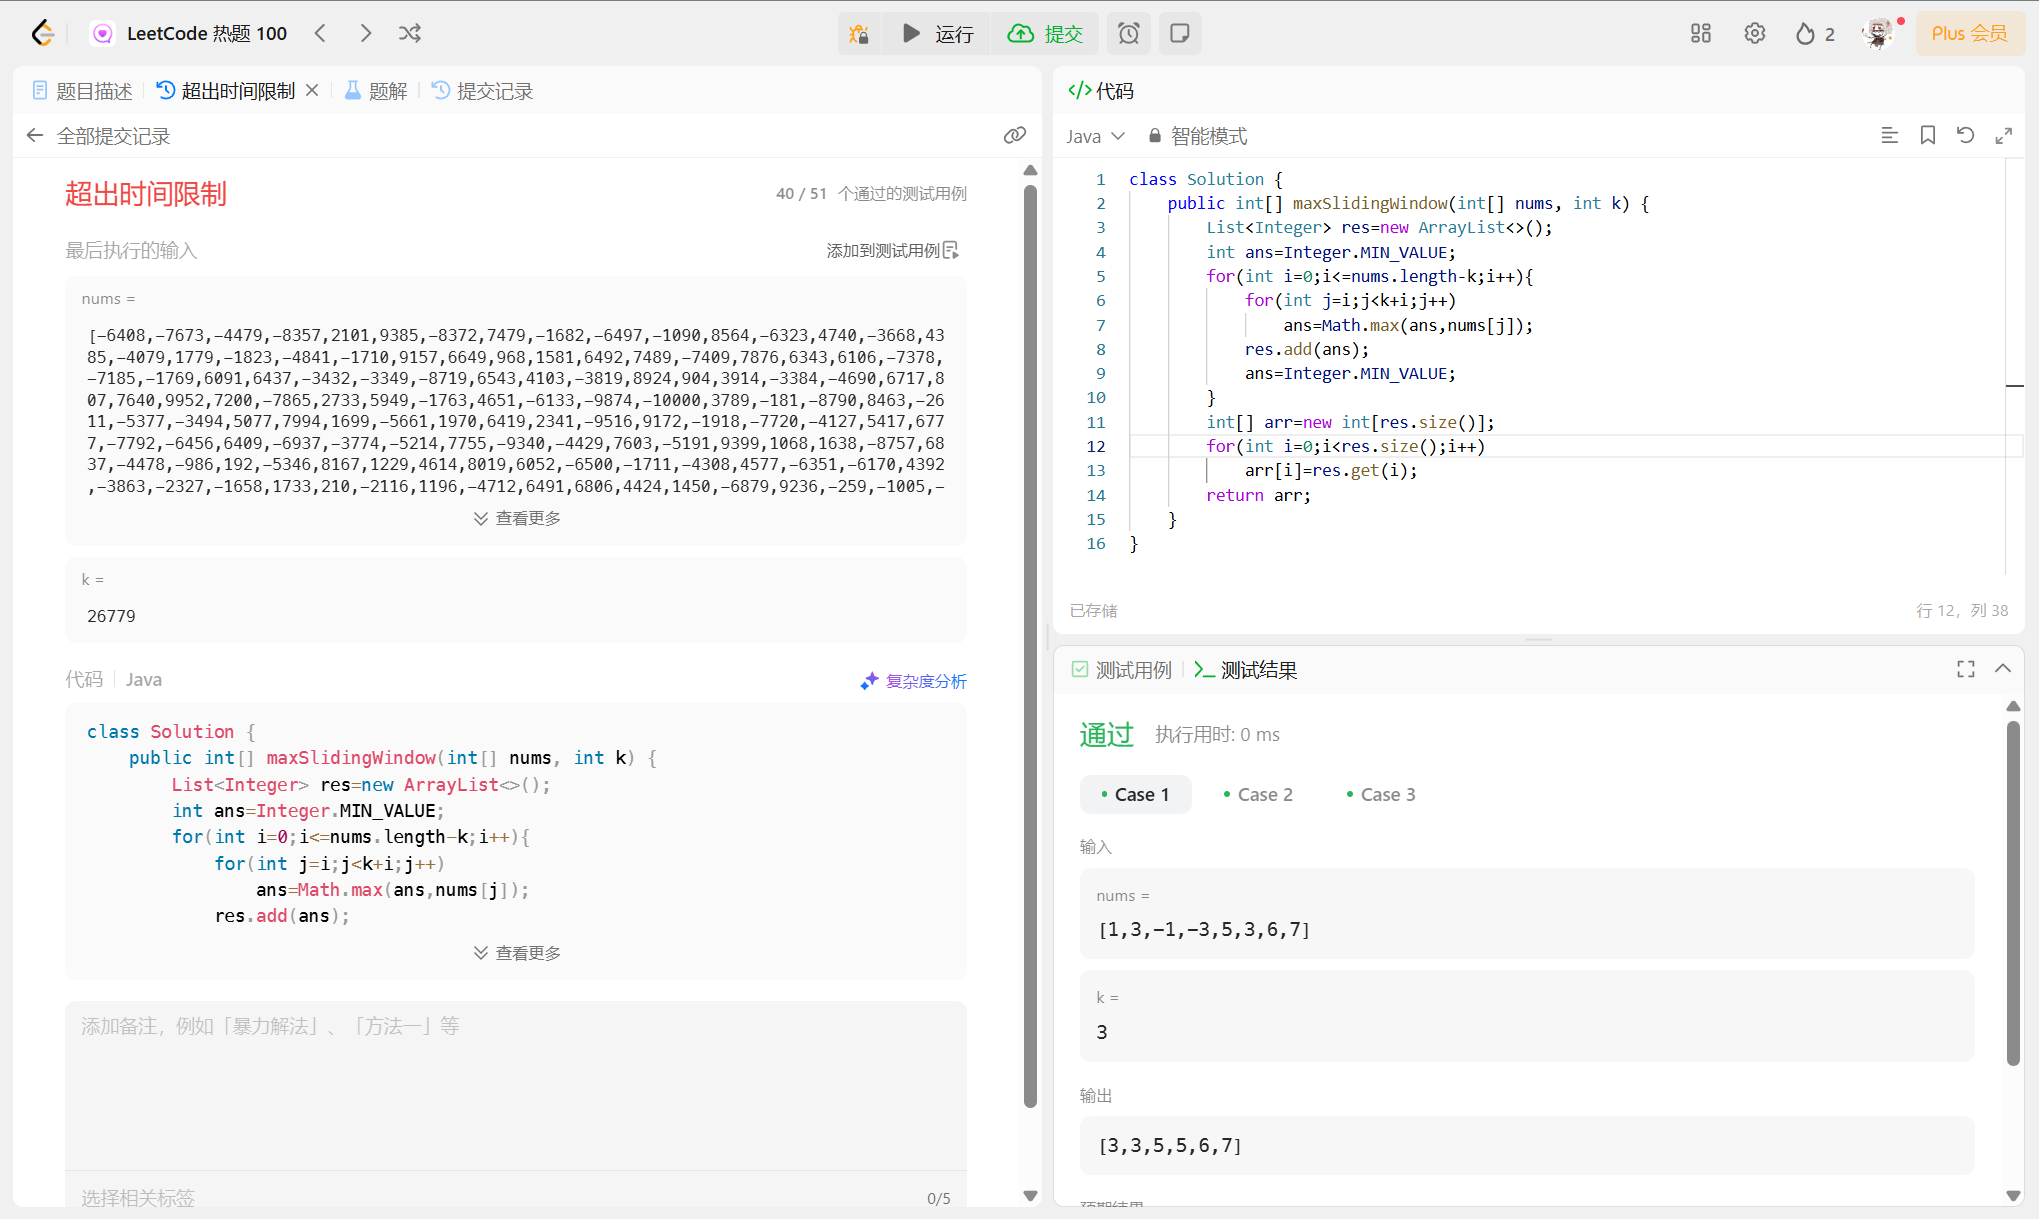 LeetCode 热题 100
运行
提交
2
Plus 会员
题目描述
超出时间限制
题解
提交记录
全部提交记录
超出时间限制
40 / 51 个通过的测试用例
最后执行的输入
添加到测试用例
nums =
[−6408,−7673,−4479,−8357,2101,9385,−8372,7479,−1682,−6497,−1090,8564,−6323,4740,−3668,43
85,−4079,1779,−1823,−4841,−1710,9157,6649,968,1581,6492,7489,−7409,7876,6343,6106,−7378,
−7185,−1769,6091,6437,−3432,−3349,−8719,6543,4103,−3819,8924,904,3914,−3384,−4690,6717,8
07,7640,9952,7200,−7865,2733,5949,−1763,4651,−6133,−9874,−10000,3789,−181,−8790,8463,−26
11,−5377,−3494,5077,7994,1699,−5661,1970,6419,2341,−9516,9172,−1918,−7720,−4127,5417,677
7,−7792,−6456,6409,−6937,−3774,−5214,7755,−9340,−4429,7603,−5191,9399,1068,1638,−8757,68
37,−4478,−986,192,−5346,8167,1229,4614,8019,6052,−6500,−1711,−4308,4577,−6351,−6170,4392
,−3863,−2327,−1658,1733,210,−2116,1196,−4712,6491,6806,4424,1450,−6879,9236,−259,−1005,−
查看更多
k =
26779
代码
Java
复杂度分析
class Solution {
public int[] maxSlidingWindow(int[] nums, int k) {
List<Integer> res=new ArrayList<>();
int ans=Integer.MIN_VALUE;
for(int i=0;i<=nums.length−k;i++){
for(int j=i;j<k+i;j++)
ans=Math.max(ans,nums[j]);
res.add(ans);
查看更多
添加备注，例如「暴力解法」、「方法一」等
选择相关标签
0/5
代码
Java
智能模式
1 class Solution {
2 public int[] maxSlidingWindow(int[] nums, int k) {
3 List<Integer> res=new ArrayList<>();
4 int ans=Integer.MIN_VALUE;
5 for(int i=0;i<=nums.length-k;i++){
6 for(int j=i;j<k+i;j++)
7 ans=Math.max(ans,nums[j]);
8 res.add(ans);
9 ans=Integer.MIN_VALUE;
10 }
11 int[] arr=new int[res.size()];
12 for(int i=0;i<res.size();i++)
13 arr[i]=res.get(i);
14 return arr;
15 }
16 }
已存储
行 12，列 38
测试用例
测试结果
通过
执行用时: 0 ms
Case 1
Case 2
Case 3
输入
nums =
[1,3,−1,−3,5,3,6,7]
k =
3
输出
[3,3,5,5,6,7]
预期结果